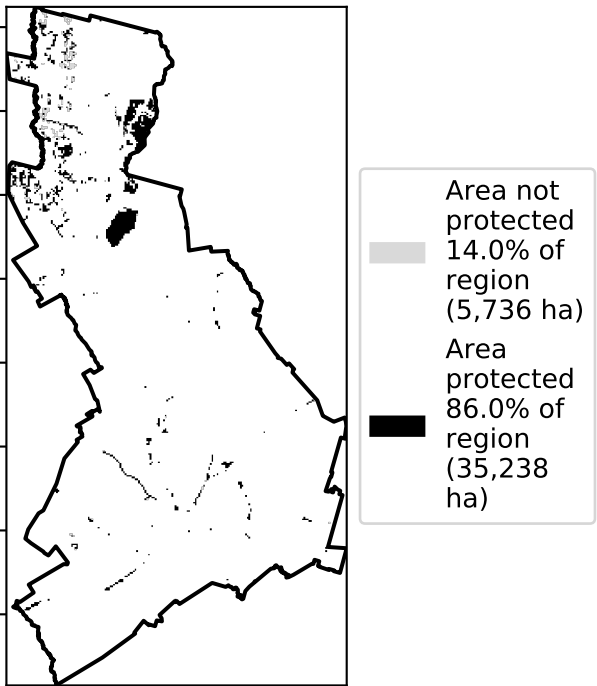 Area not
protected
14.0% of
region
(5,736 ha)
Area
protected
86.0% of
region
(35,238
ha)